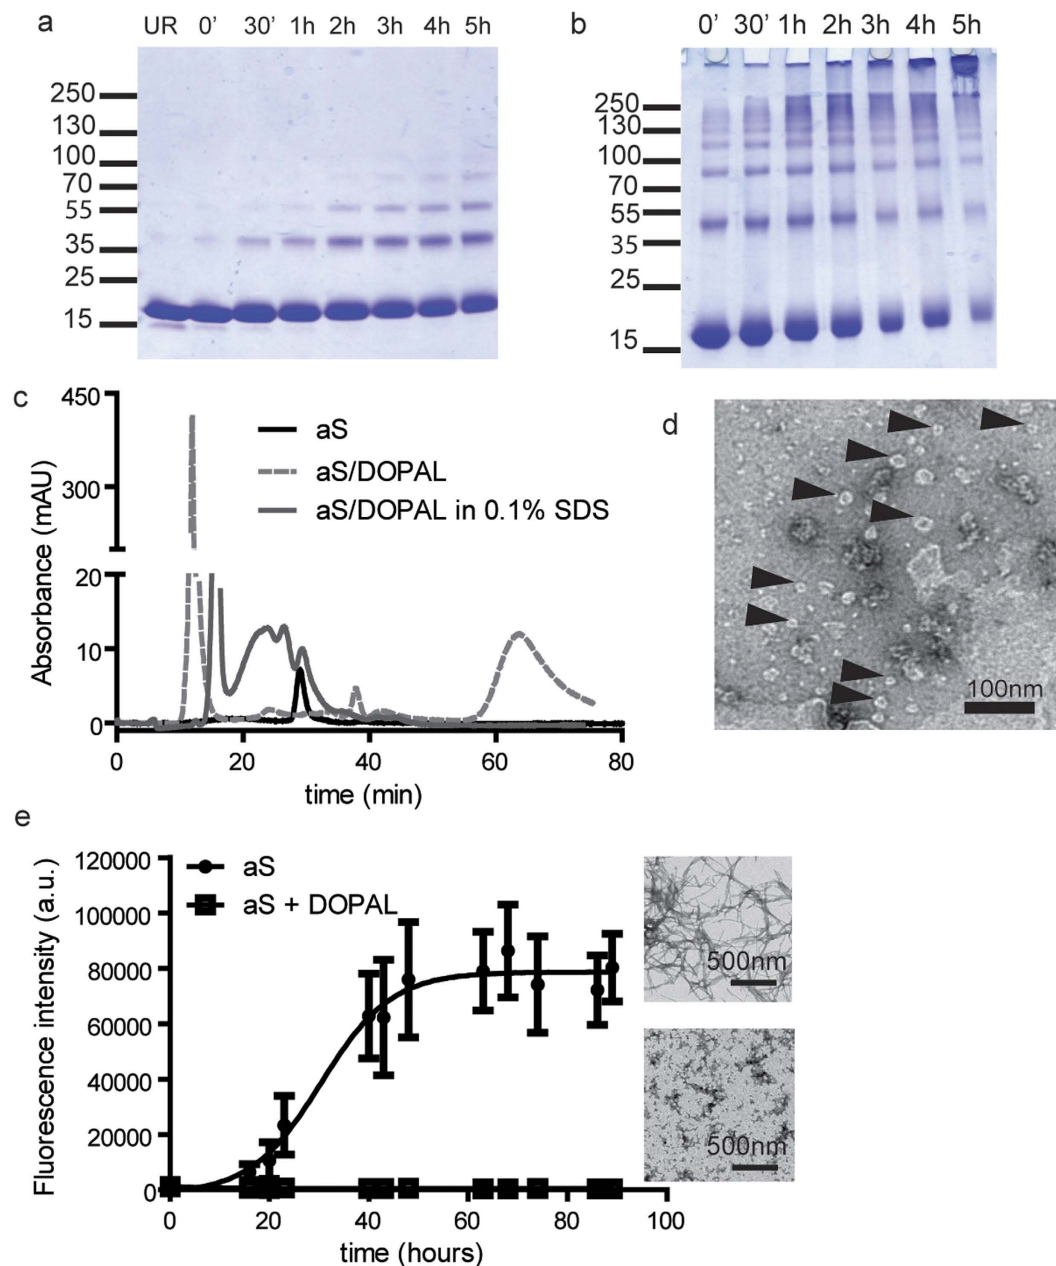 a
UR 0’ 30’ 1h 2h 3h 4h 5h
250
130
100
70
55
35
25
15
b
0’ 30’ 1h 2h 3h 4h 5h
250
130
100
70
55
35
25
15
c
450
300
20
10
0
Absorbance (mAU)
aS
aS/DOPAL
aS/DOPAL in 0.1% SDS
0 20 40 60 80
time (min)
d
100nm
e
120000
100000
80000
60000
40000
20000
0
Fluorescence intensity (a.u.)
aS
aS + DOPAL
0 20 40 60 80 100
time (hours)
500nm
500nm